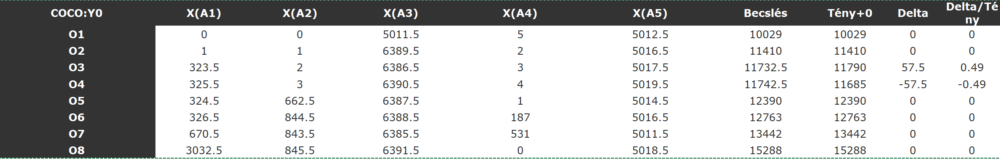 COCO:Y0 X(A1) X(A2) X(A3) X(A4) X(A5) Becslés Tény+0 Delta Delta/Té
ny
O1 0 0 5011.5 5 5012.5 10029 10029 0 0
O2 1 1 6389.5 2 5016.5 11410 11410 0 0
O3 323.5 2 6386.5 3 5017.5 11732.5 11790 57.5 0.49
O4 325.5 3 6390.5 4 5019.5 11742.5 11685 -57.5 -0.49
O5 324.5 662.5 6387.5 1 5014.5 12390 12390 0 0
O6 326.5 844.5 6388.5 187 5016.5 12763 12763 0 0
O7 670.5 843.5 6385.5 531 5011.5 13442 13442 0 0
O8 3032.5 845.5 6391.5 0 5018.5 15288 15288 0 0